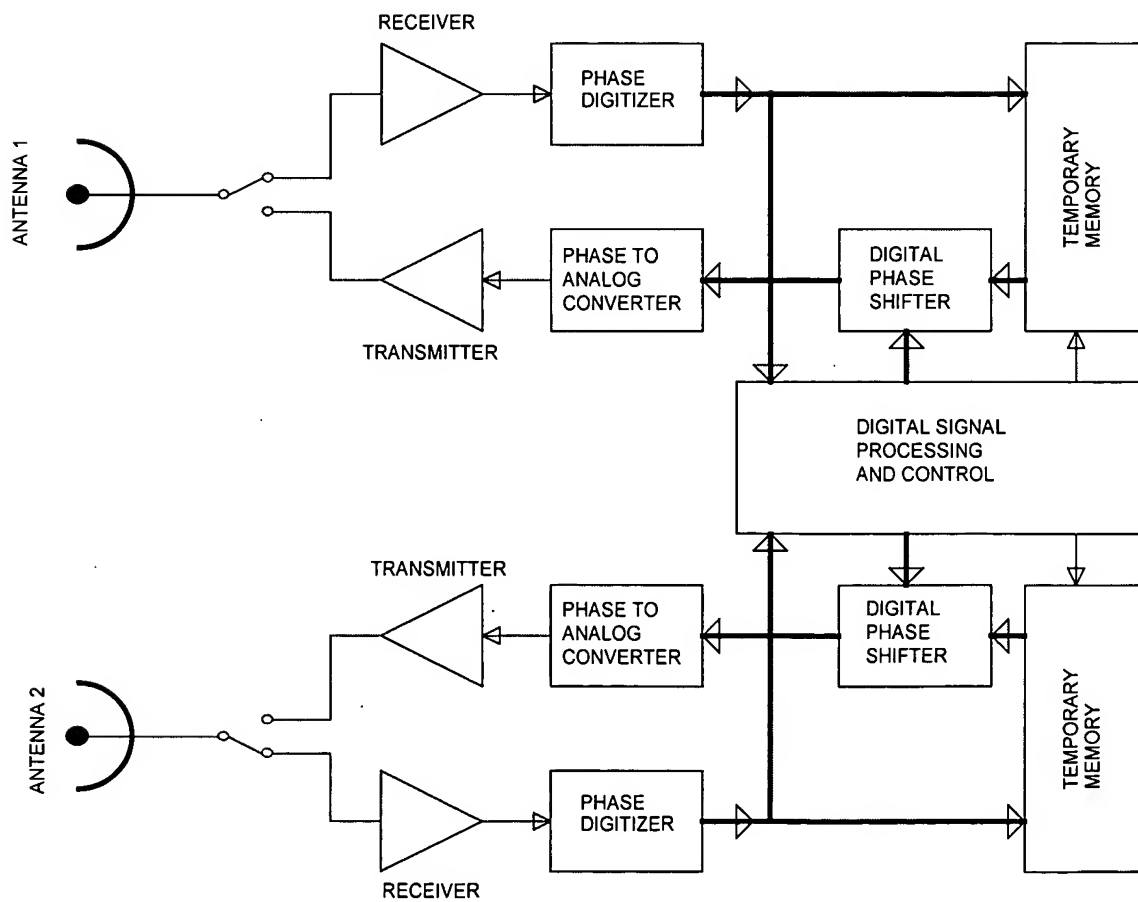 RECEIVER
PHASE
DIGITIZER
ANTENNA 1
TEMPORARY
MEMORY
PHASE TO
ANALOG
CONVERTER
DIGITAL
PHASE
SHIFTER
TRANSMITTER
DIGITAL SIGNAL
PROCESSING
AND CONTROL
TRANSMITTER
PHASE TO
ANALOG
CONVERTER
DIGITAL
PHASE
SHIFTER
ANTENNA 2
TEMPORARY
MEMORY
PHASE
DIGITIZER
RECEIVER